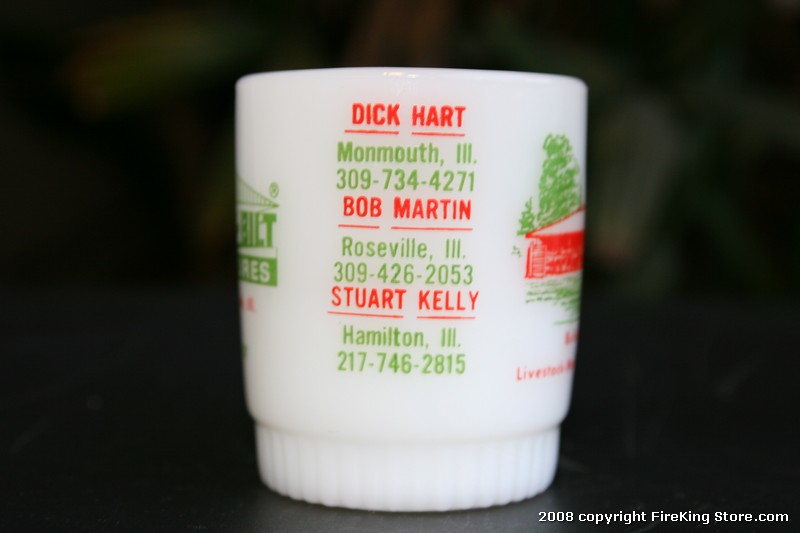 DICK HART
Monmouth, Ill.
309-734-4271
BOB MARTIN
Roseville, Ill.
309-426-2053
STUART KELLY
Hamilton, Ill.
217-746-2815
®
Livestock
2008 copyright FireKing Store.com